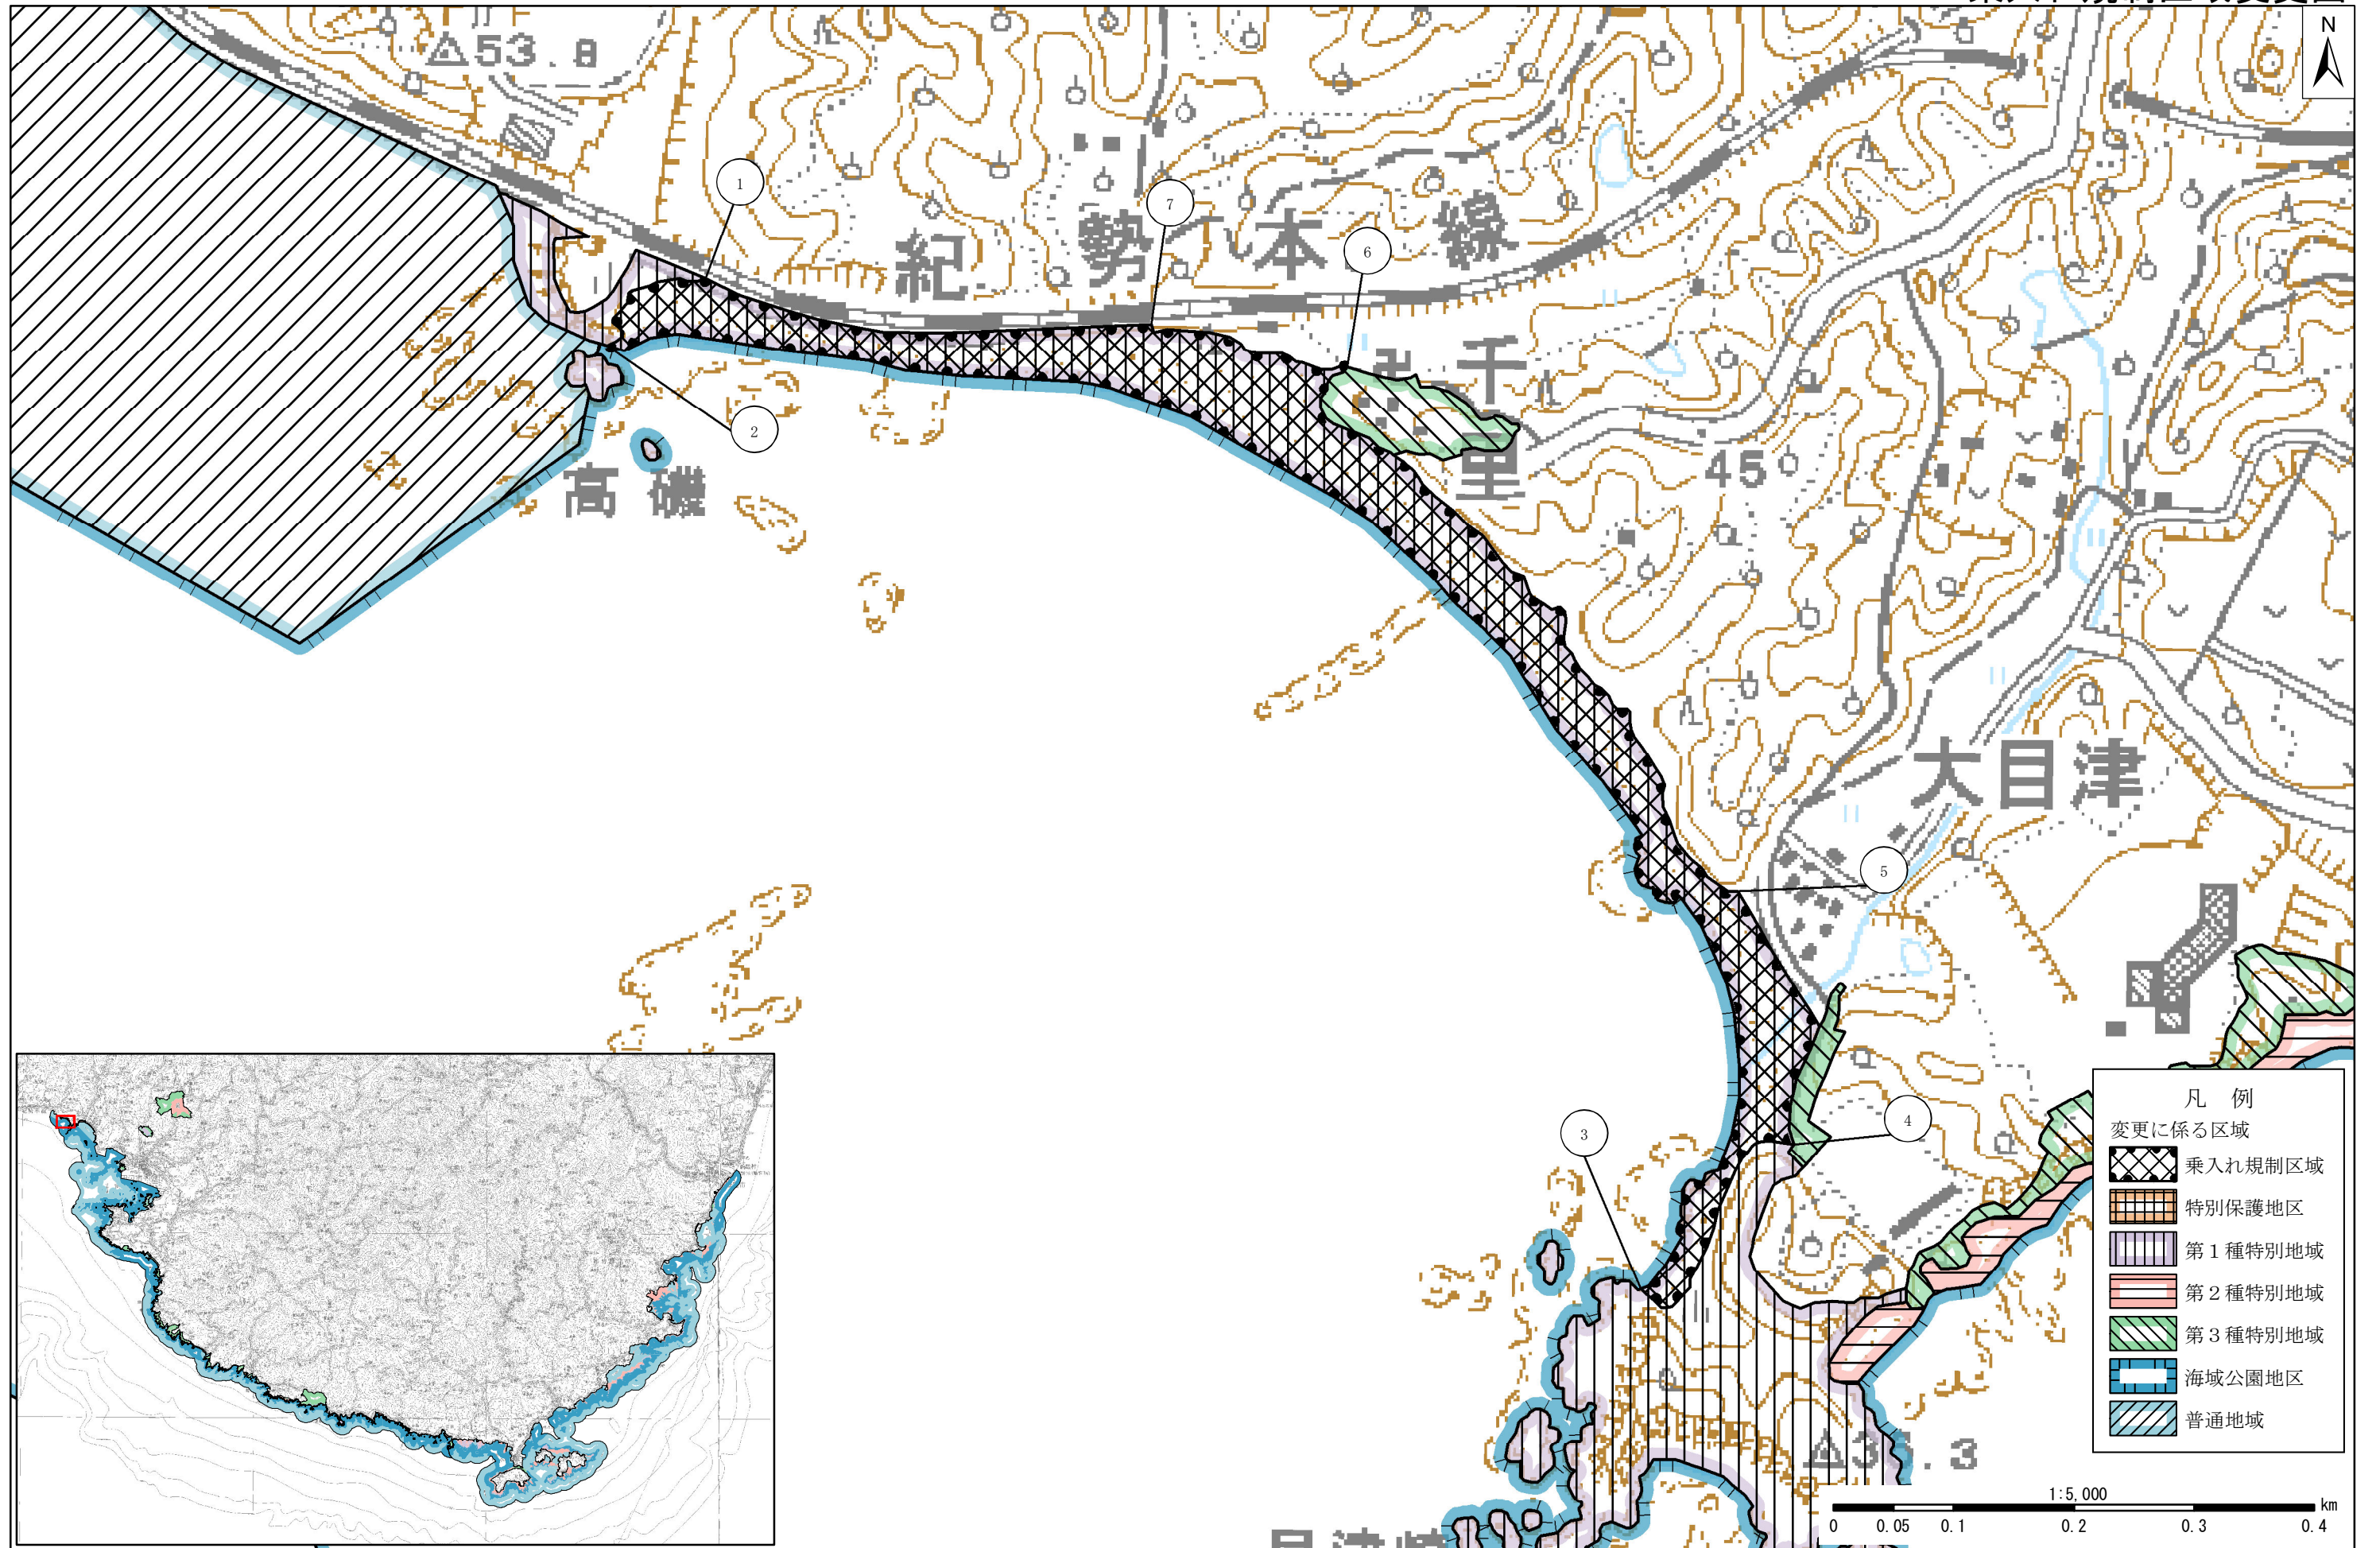 N
53.8
1
7
6
紀勢本線
2
千里
高磯
45
大目津
5
3
4
凡 例
変更に係る区域
乗入れ規制区域
特別保護地区
第1種特別地域
第2種特別地域
第3種特別地域
海域公園地区
普通地域
1:5,000
km
0 0.05 0.1 0.2 0.3 0.4